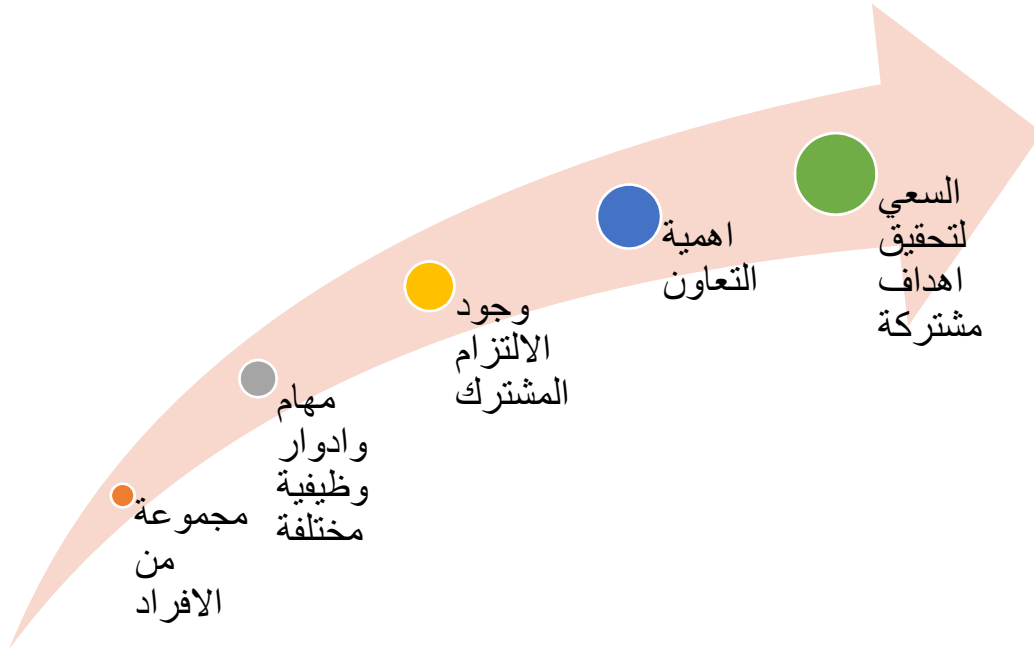 مجموعة
من
الافراد
مهام
وادوار
وظيفية
مختلفة
وجود
الالتزام
المشترك
اهمية
التعاون
السعي
لتحقيق
اهداف
مشتركة